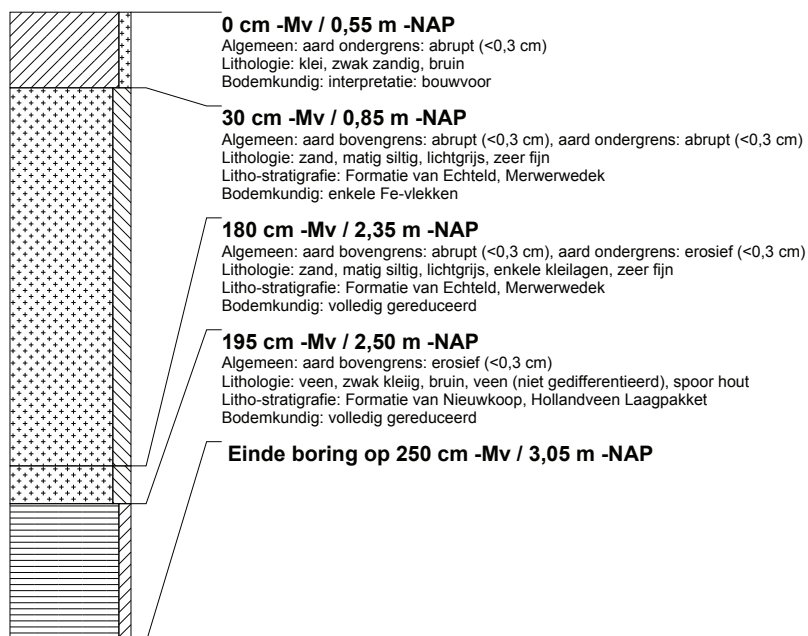 0 cm -Mv / 0,55 m -NAP
Algemeen: aard ondergrens: abrupt (<0,3 cm)
Lithologie: klei, zwak zandig, bruin
Bodemkundig: interpretatie: bouwvoor
30 cm -Mv / 0,85 m -NAP
Algemeen: aard bovengrens: abrupt (<0,3 cm), aard ondergrens: abrupt (<0,3 cm)
Lithologie: zand, matig siltig, lichtgrijs, zeer fijn
Litho-stratigrafie: Formatie van Echteld, Merwerwedek
Bodemkundig: enkele Fe-vlekken
180 cm -Mv / 2,35 m -NAP
Algemeen: aard bovengrens: abrupt (<0,3 cm), aard ondergrens: erosief (<0,3 cm)
Lithologie: zand, matig siltig, lichtgrijs, enkele kleilagen, zeer fijn
Litho-stratigrafie: Formatie van Echteld, Merwerwedek
Bodemkundig: volledig gereduceerd
195 cm -Mv / 2,50 m -NAP
Algemeen: aard bovengrens: erosief (<0,3 cm)
Lithologie: veen, zwak kleiig, bruin, veen (niet gedifferentieerd), spoor hout
Litho-stratigrafie: Formatie van Nieuwkoop, Hollandveen Laagpakket
Bodemkundig: volledig gereduceerd
Einde boring op 250 cm -Mv / 3,05 m -NAP